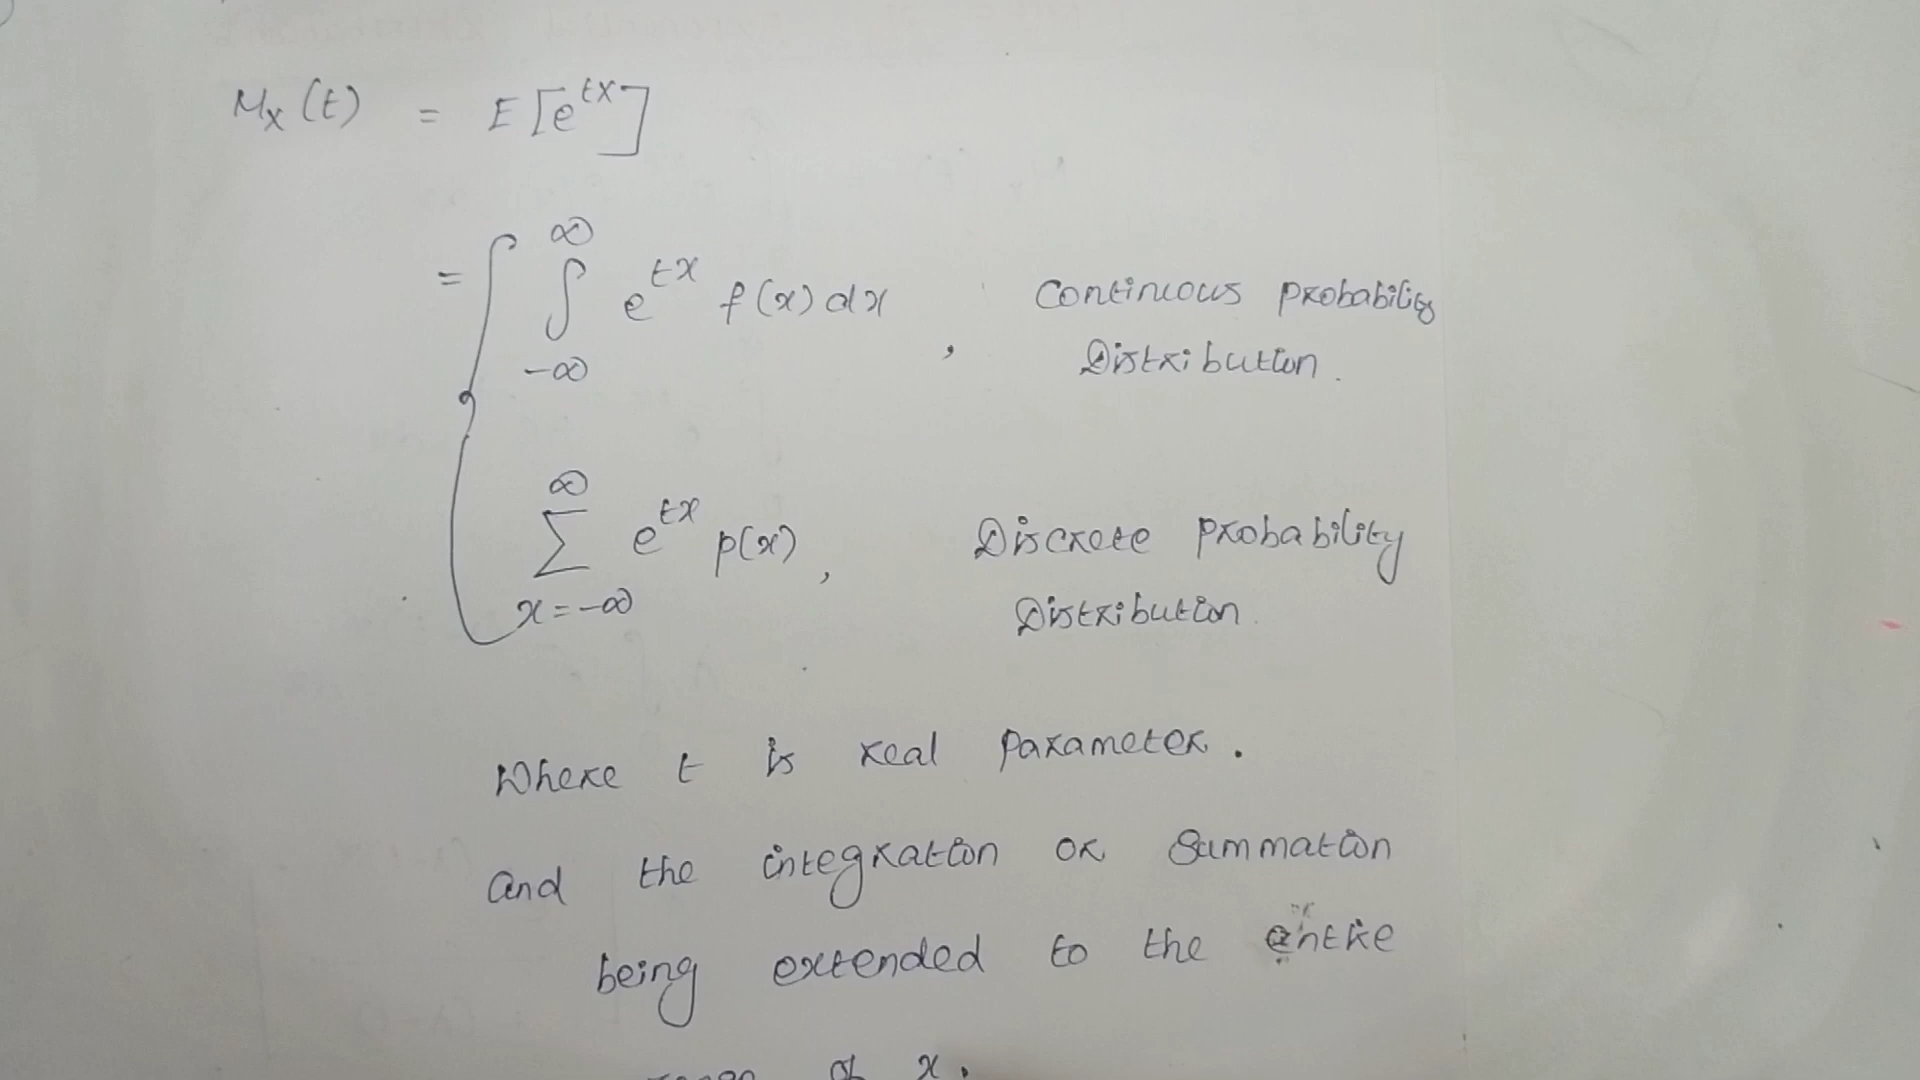 Mx (t) = E [e^tx]
= { ∫_{-∞}^{∞} e^{tx} f(x) dx , Continuous probability
Distribution.
∑_{x=-∞}^{∞} e^{tx} p(x), Discrete probability
Distribution.
Where t is real parameter.
and the integration or summation
being extended to the entire
of x.